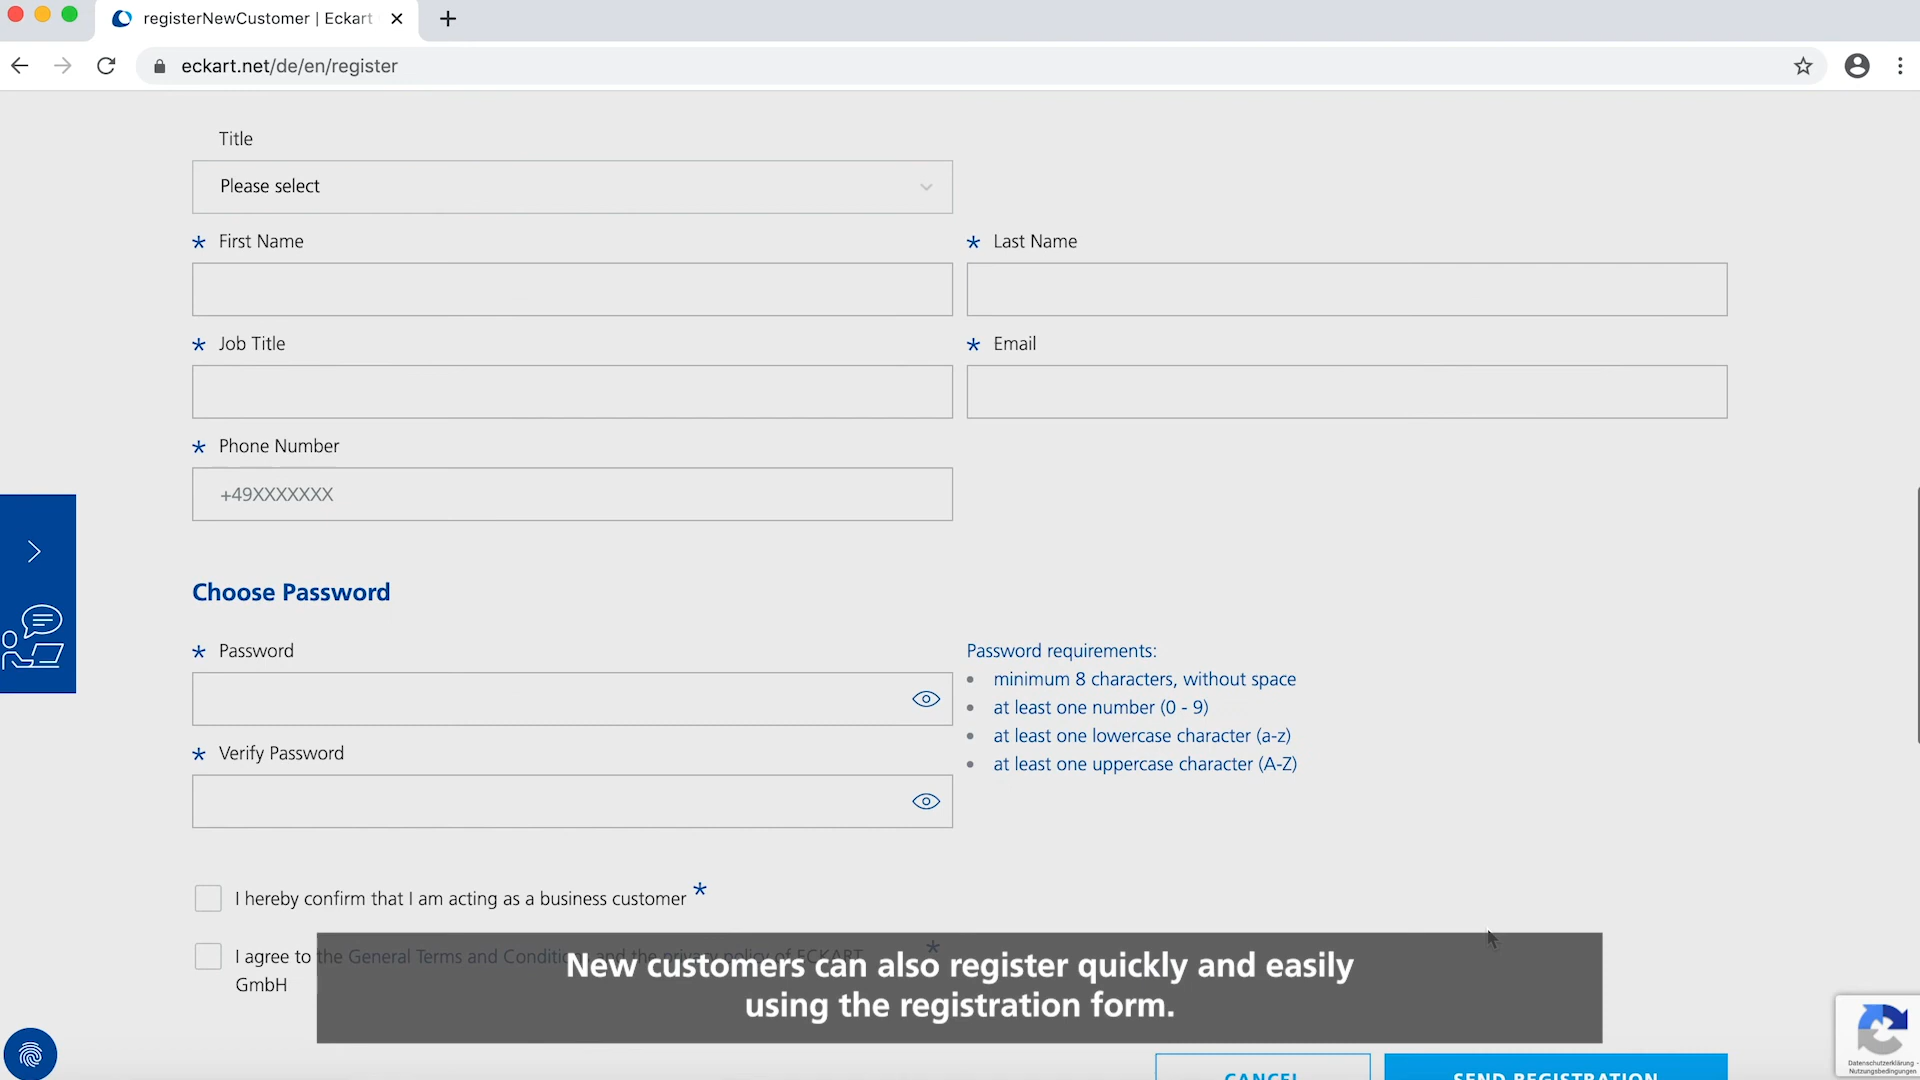 registerNewCustomer | Eckart
eckart.net/de/en/register
Title
Please select
* First Name
* Last Name
* Job Title
* Email
* Phone Number
+49XXXXXXX
Choose Password
* Password
Password requirements:
• minimum 8 characters, without space
• at least one number (0 - 9)
• at least one lowercase character (a-z)
• at least one uppercase character (A-Z)
* Verify Password
I hereby confirm that I am acting as a business customer *
I agree to the General Terms and Conditio and the privacy policy of ECKART *
GmbH
New customers can also register quickly and easily
using the registration form.
CANCEL
SEND REGISTRATION
Datenschutzerklärung -
Nutzungsbedingungen